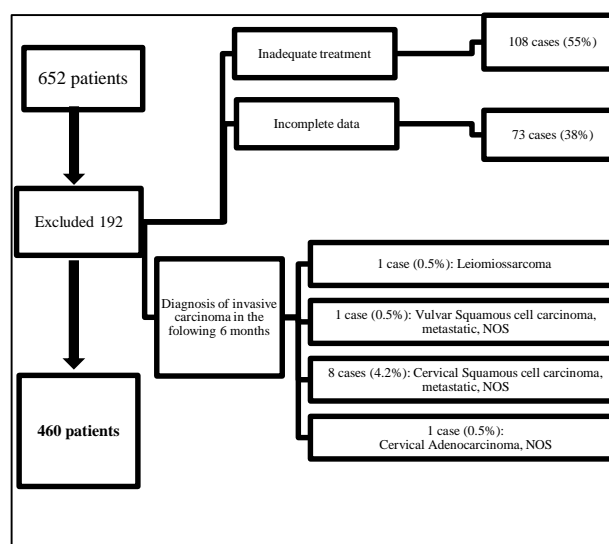 652 patients
Excluded 192
460 patients
Inadequate treatment
108 cases (55%)
Incomplete data
73 cases (38%)
Diagnosis of invasive
carcinoma in the
folowing 6 months
1 case (0.5%): Leiomiossarcoma
1 case (0.5%): Vulvar Squamous cell carcinoma,
metastatic, NOS
8 cases (4.2%): Cervical Squamous cell carcinoma,
metastatic, NOS
1 case (0.5%):
Cervical Adenocarcinoma, NOS